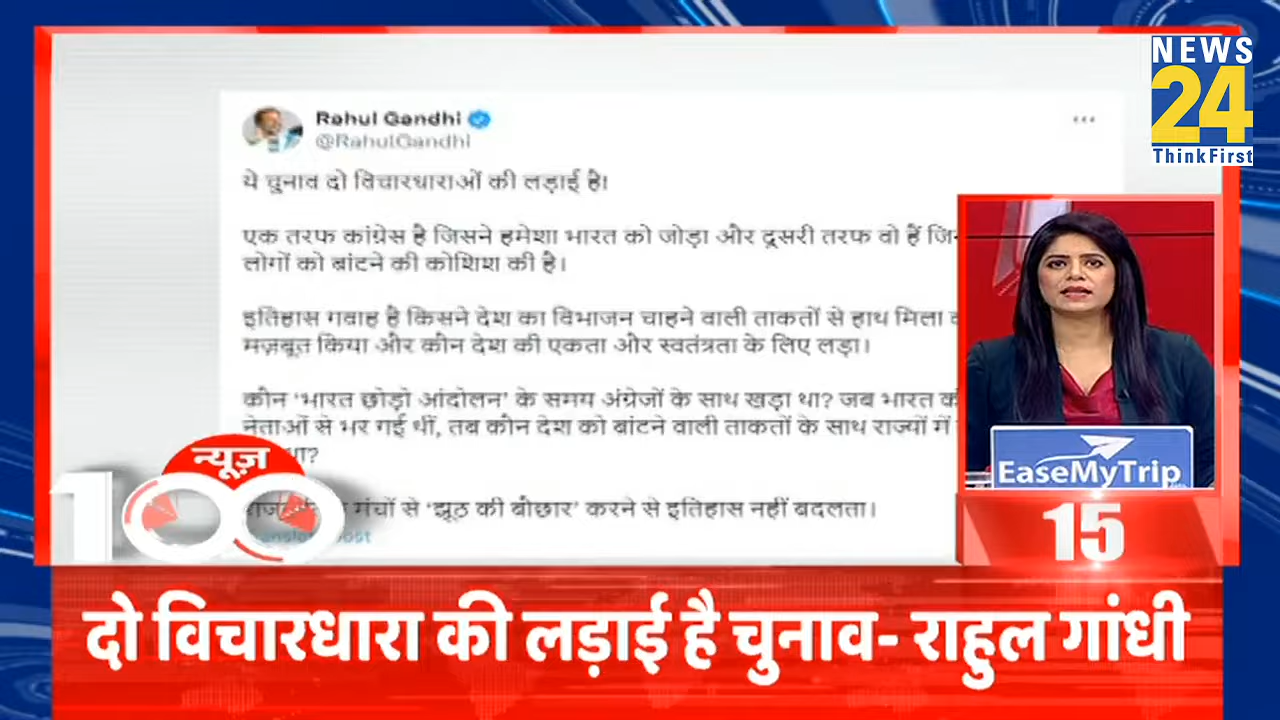 NEWS
24
ThinkFirst
Rahul Gandhi
@RahulGandhi
ये चुनाव दो विचारधाराओं की लड़ाई है।
एक तरफ कांग्रेस है जिसने हमेशा भारत को जोड़ा और दूसरी तरफ वो हैं
लोगों को बांटने की कोशिश की है।
इतिहास गवाह है किसने देश का विभाजन चाहने वाली ताकतों से हाथ मिला
मज़बूत किया और कौन देश की एकता और स्वतंत्रता के लिए लड़ा।
कौन ‘भारत छोड़ो आंदोलन’ के समय अंग्रेजों के साथ खड़ा था? जब भारत
नेताओं से भर गई थीं, तब कौन देश को बांटने वाली ताकतों के साथ राज्यों में
मंचों से ‘झूठ की बौछार’ करने से इतिहास नहीं बदलता।
न्यूज़
100
EaseMyTrip
15
दो विचारधारा की लड़ाई है चुनाव- राहुल गांधी